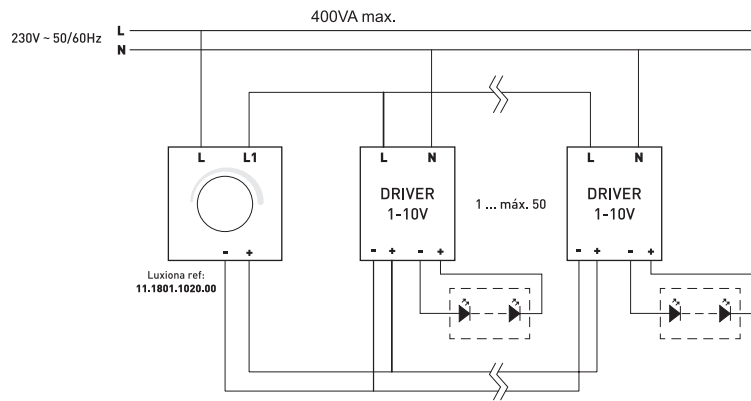 400VA max.
230V ~ 50/60Hz L
N
L L1
L N
L N
DRIVER
1-10V
1 ... máx. 50
DRIVER
1-10V
- +
- + - +
- + - +
Luxiona ref:
11.1801.1020.00